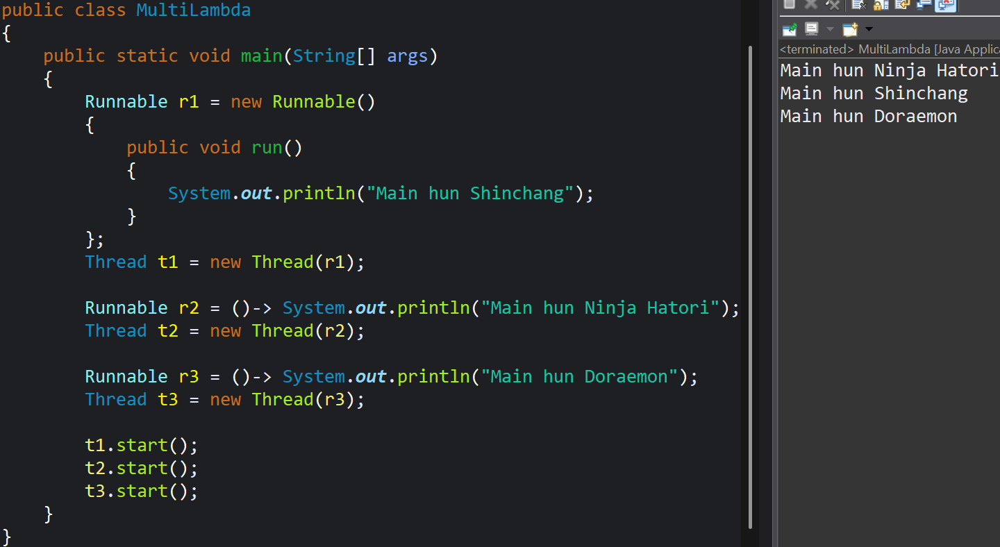 public class MultiLambda
{
public static void main(String[] args)
{
Runnable r1 = new Runnable()
{
public void run()
{
System.out.println("Main hun Shinchang");
}
};
Thread t1 = new Thread(r1);
Runnable r2 = ()-> System.out.println("Main hun Ninja Hatori");
Thread t2 = new Thread(r2);
Runnable r3 = ()-> System.out.println("Main hun Doraemon");
Thread t3 = new Thread(r3);
t1.start();
t2.start();
t3.start();
}
}
<terminated> MultiLambda [Java Applica
Main hun Ninja Hatori
Main hun Shinchang
Main hun Doraemon